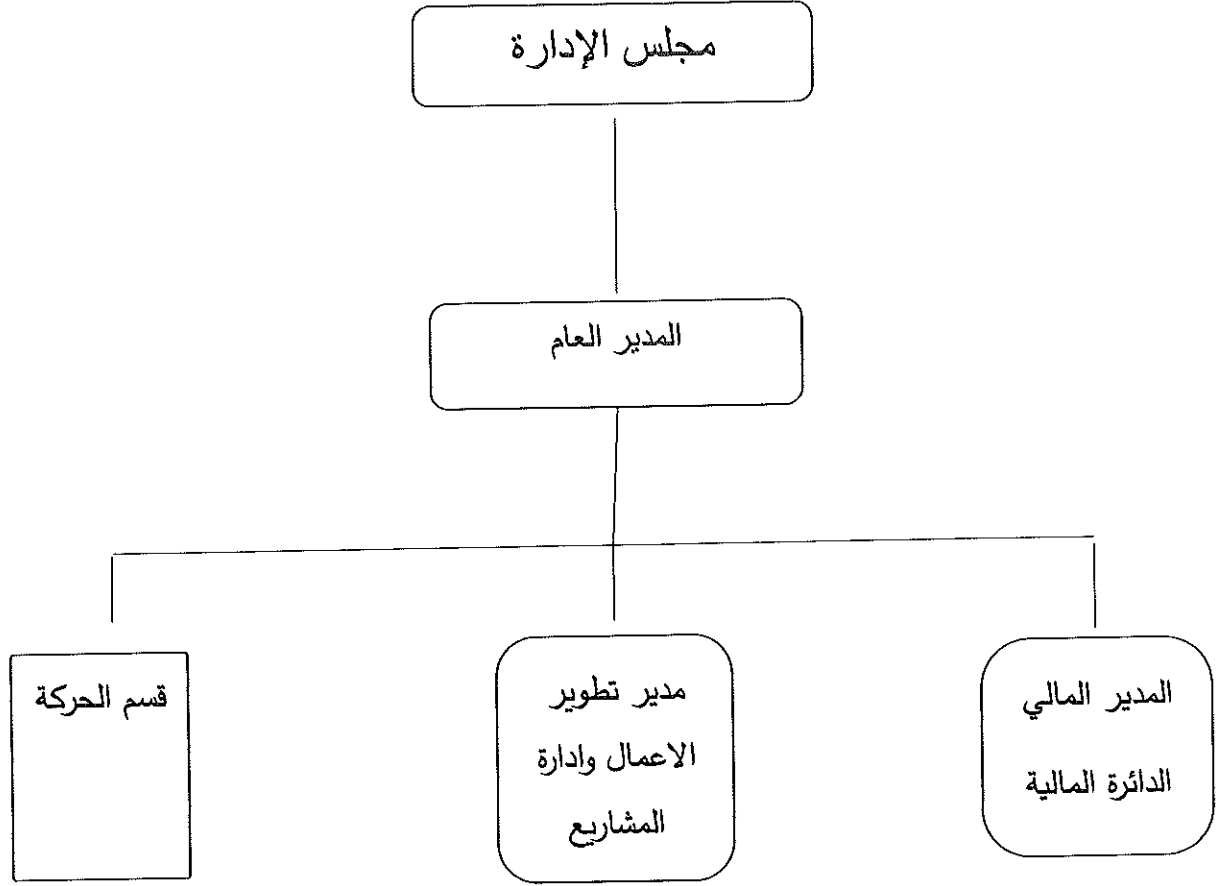 مجلس الإدارة
المدير العام
المدير المالي
الدائرة المالية
مدير تطوير
الاعمال وادارة
المشاريع
قسم الحركة